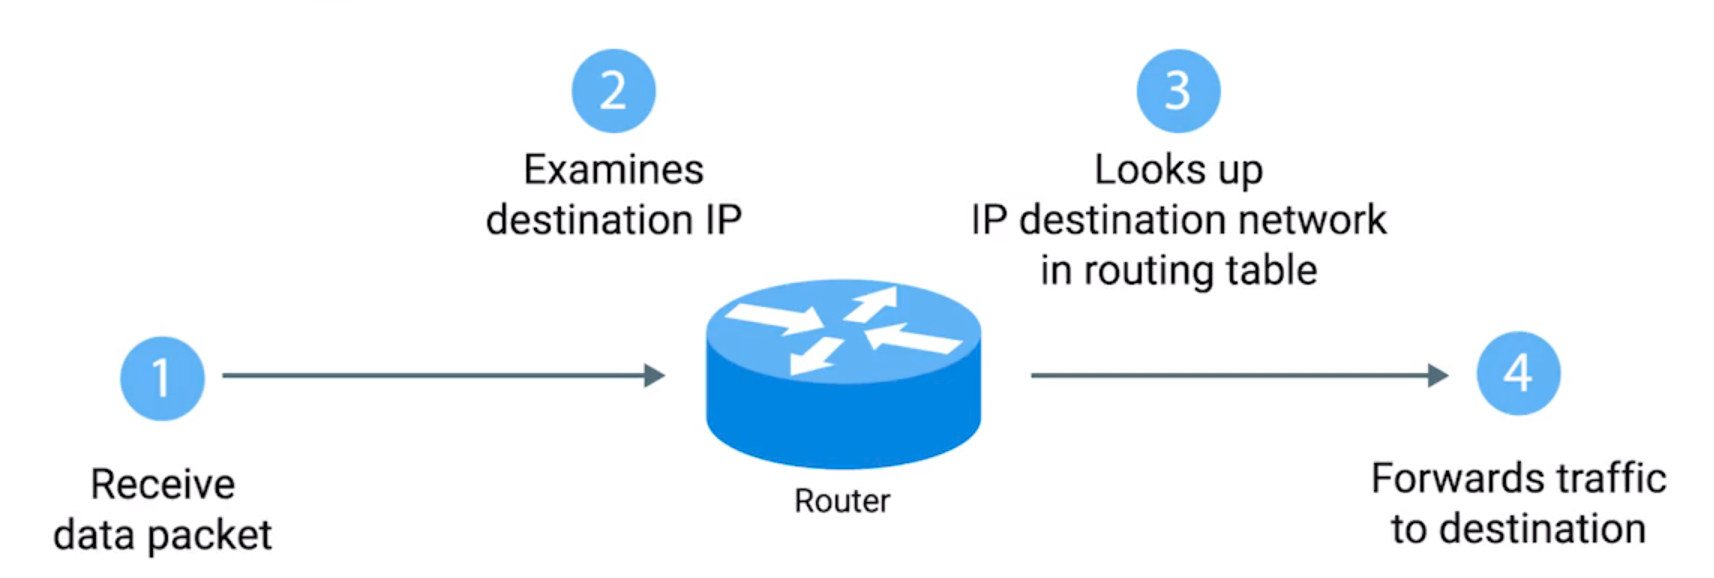 1
Receive
data packet
2
Examines
destination IP
3
Looks up
IP destination network
in routing table
Router
4
Forwards traffic
to destination